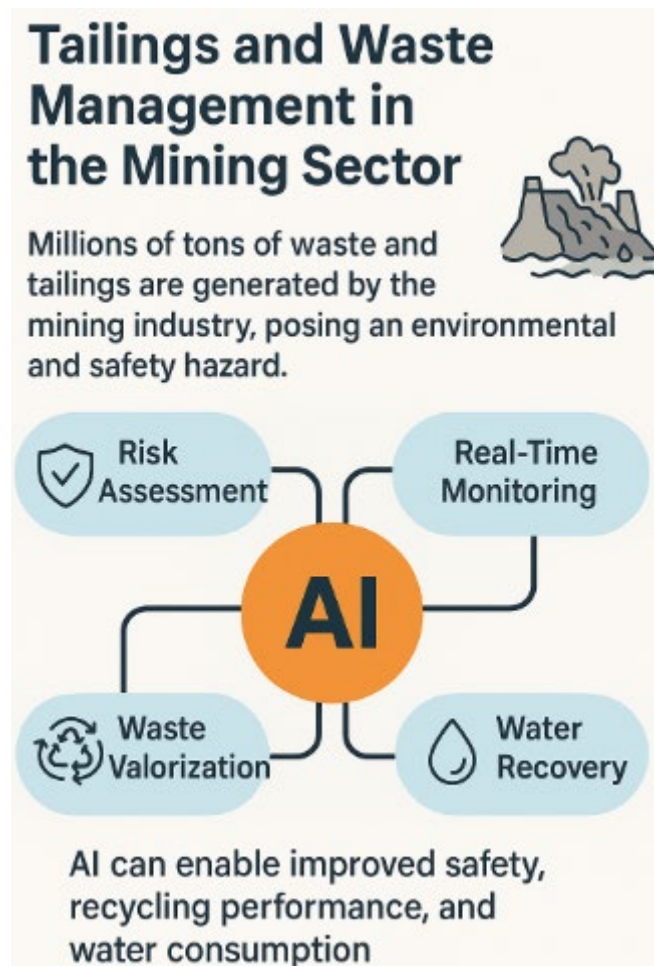 Tailings and Waste
Management in
the Mining Sector
Millions of tons of waste and
tailings are generated by the
mining industry, posing an environmental
and safety hazard.
Risk
Assessment
Real-Time
Monitoring
AI
Waste
Valorization
Water
Recovery
AI can enable improved safety,
recycling performance, and
water consumption